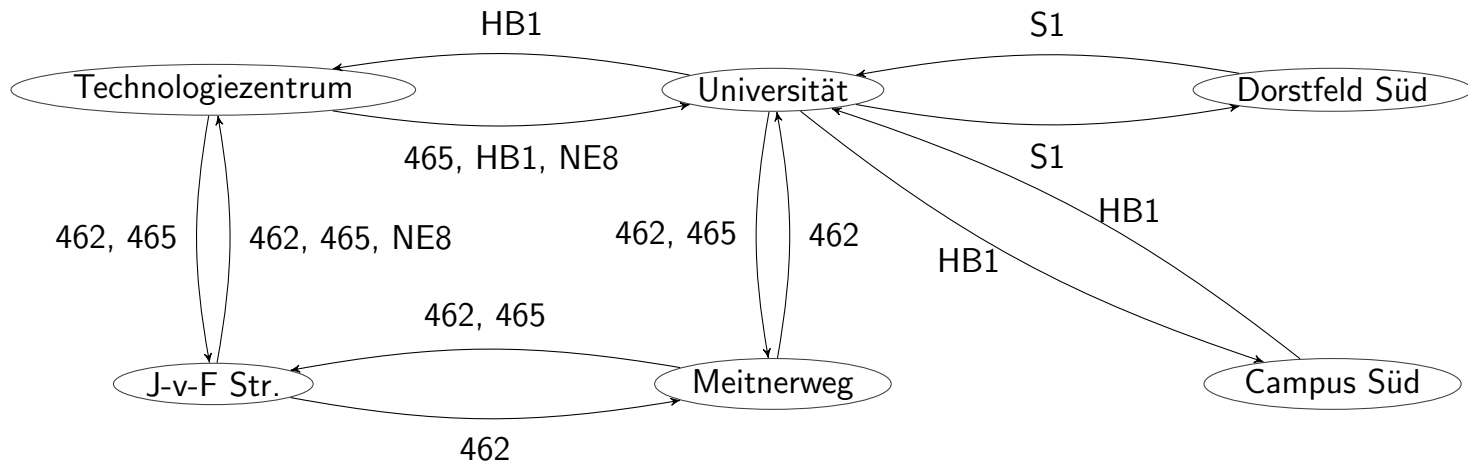 HB1
S1
Technologiezentrum
Universität
Dorstfeld Süd
465, HB1, NE8
S1
HB1
462, 465
462, 465, NE8
462, 465
462
HB1
462, 465
J-v-F Str.
Meitnerweg
Campus Süd
462